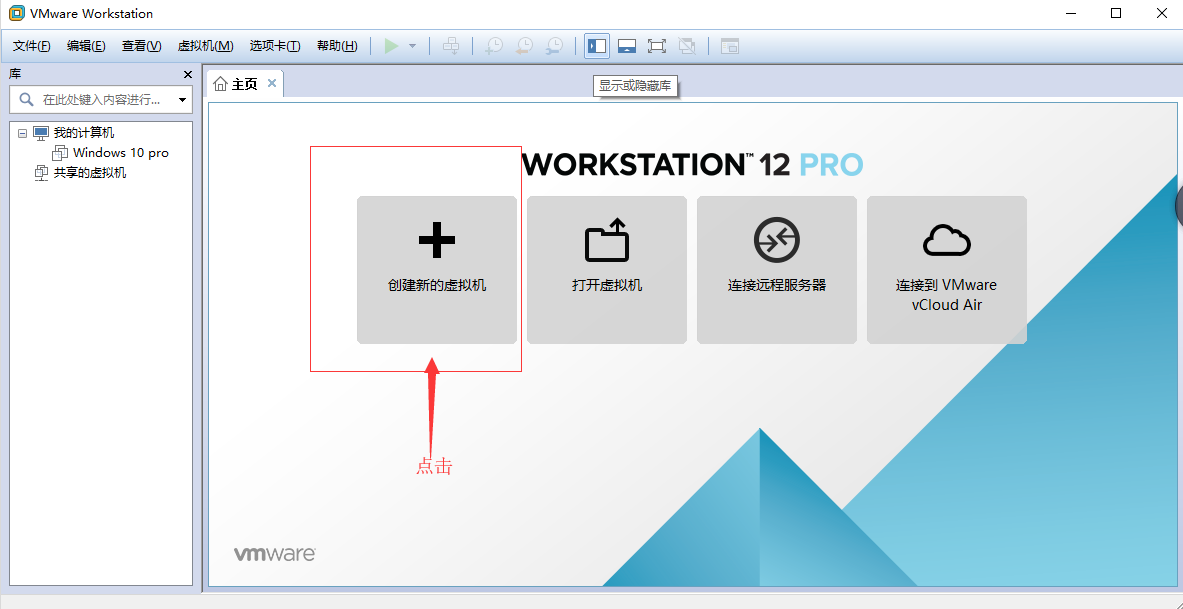 VMware Workstation
文件(F) 编辑(E) 查看(V) 虚拟机(M) 选项卡(T) 帮助(H)
库
在此处键入内容进行...
我的计算机
Windows 10 pro
共享的虚拟机
主页
显示或隐藏库
WORKSTATION™ 12 PRO
创建新的虚拟机
打开虚拟机
连接远程服务器
连接到 VMware
vCloud Air
点击
vmware